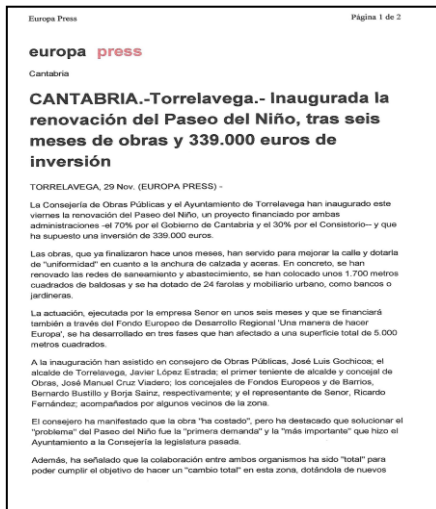 Europa Press Página 1 de 2
europa press
Cantabria
CANTABRIA.-Torrelavega.- Inaugurada la
renovación del Paseo del Niño, tras seis
meses de obras y 339.000 euros de
inversión
TORRELAVEGA, 29 Nov. (EUROPA PRESS) -
La Consejería de Obras Públicas y el Ayuntamiento de Torrelavega han inaugurado este
viernes la renovación del Paseo del Niño, un proyecto financiado por ambas
administraciones -el 70% por el Gobierno de Cantabria y el 30% por el Consistorio-- y que
ha supuesto una inversión de 339.000 euros.
Las obras, que ya finalizaron hace unos meses, han servido para mejorar la calle y dotarla
de "uniformidad" en cuanto a la anchura de calzada y aceras. En concreto, se han
renovado las redes de saneamiento y abastecimiento, se han colocado unos 1.700 metros
cuadrados de baldosas y se ha dotado de 24 farolas y mobiliario urbano, como bancos o
jardineras.
La actuación, ejecutada por la empresa Senor en unos seis meses y que se financiará
también a través del Fondo Europeo de Desarrollo Regional 'Una manera de hacer
Europa', se ha desarrollado en tres fases que han afectado a una superficie total de 5.000
metros cuadrados.
A la inauguración han asistido en consejero de Obras Públicas, José Luis Gochicoa; el
alcalde de Torrelavega, Javier López Estrada; el primer teniente de alcalde y concejal de
Obras, José Manuel Cruz Viadero; los concejales de Fondos Europeos y de Barrios,
Bernardo Bustillo y Borja Sainz, respectivamente; y el representante de Senor, Ricardo
Fernández; acompañados por algunos vecinos de la zona.
El consejero ha manifestado que la obra "ha costado", pero ha destacado que solucionar el
"problema" del Paseo del Niño fue la "primera demanda" y la "más importante" que hizo el
Ayuntamiento a la Consejería la legislatura pasada.
Además, ha señalado que la colaboración entre ambos organismos ha sido "total" para
poder cumplir el objetivo de hacer un "cambio total" en esta zona, dotándola de nuevos